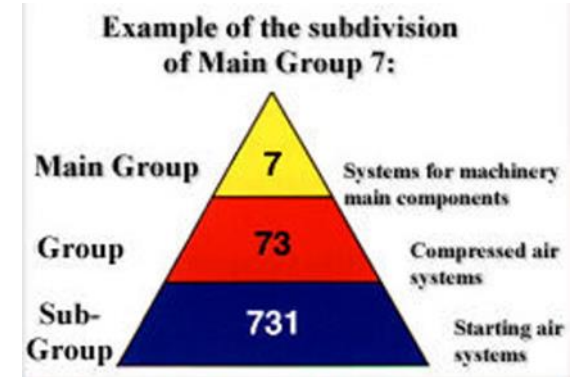 Example of the subdivision
of Main Group 7:
Main Group
7
Systems for machinery
main components
Group
73
Compressed air
systems
Sub-
Group
731
Starting air
systems